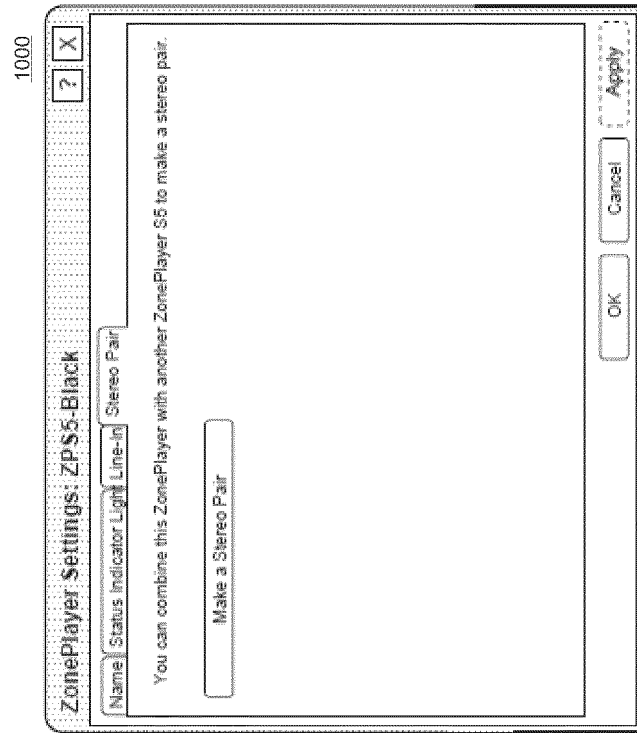 1000
ZonePlayer Settings: ZPS5-Black
? X
Name Status Indicator Light Line-In Stereo Pair
You can combine this ZonePlayer with another ZonePlayer S5 to make a stereo pair.
Make a Stereo Pair
OK Cancel Apply